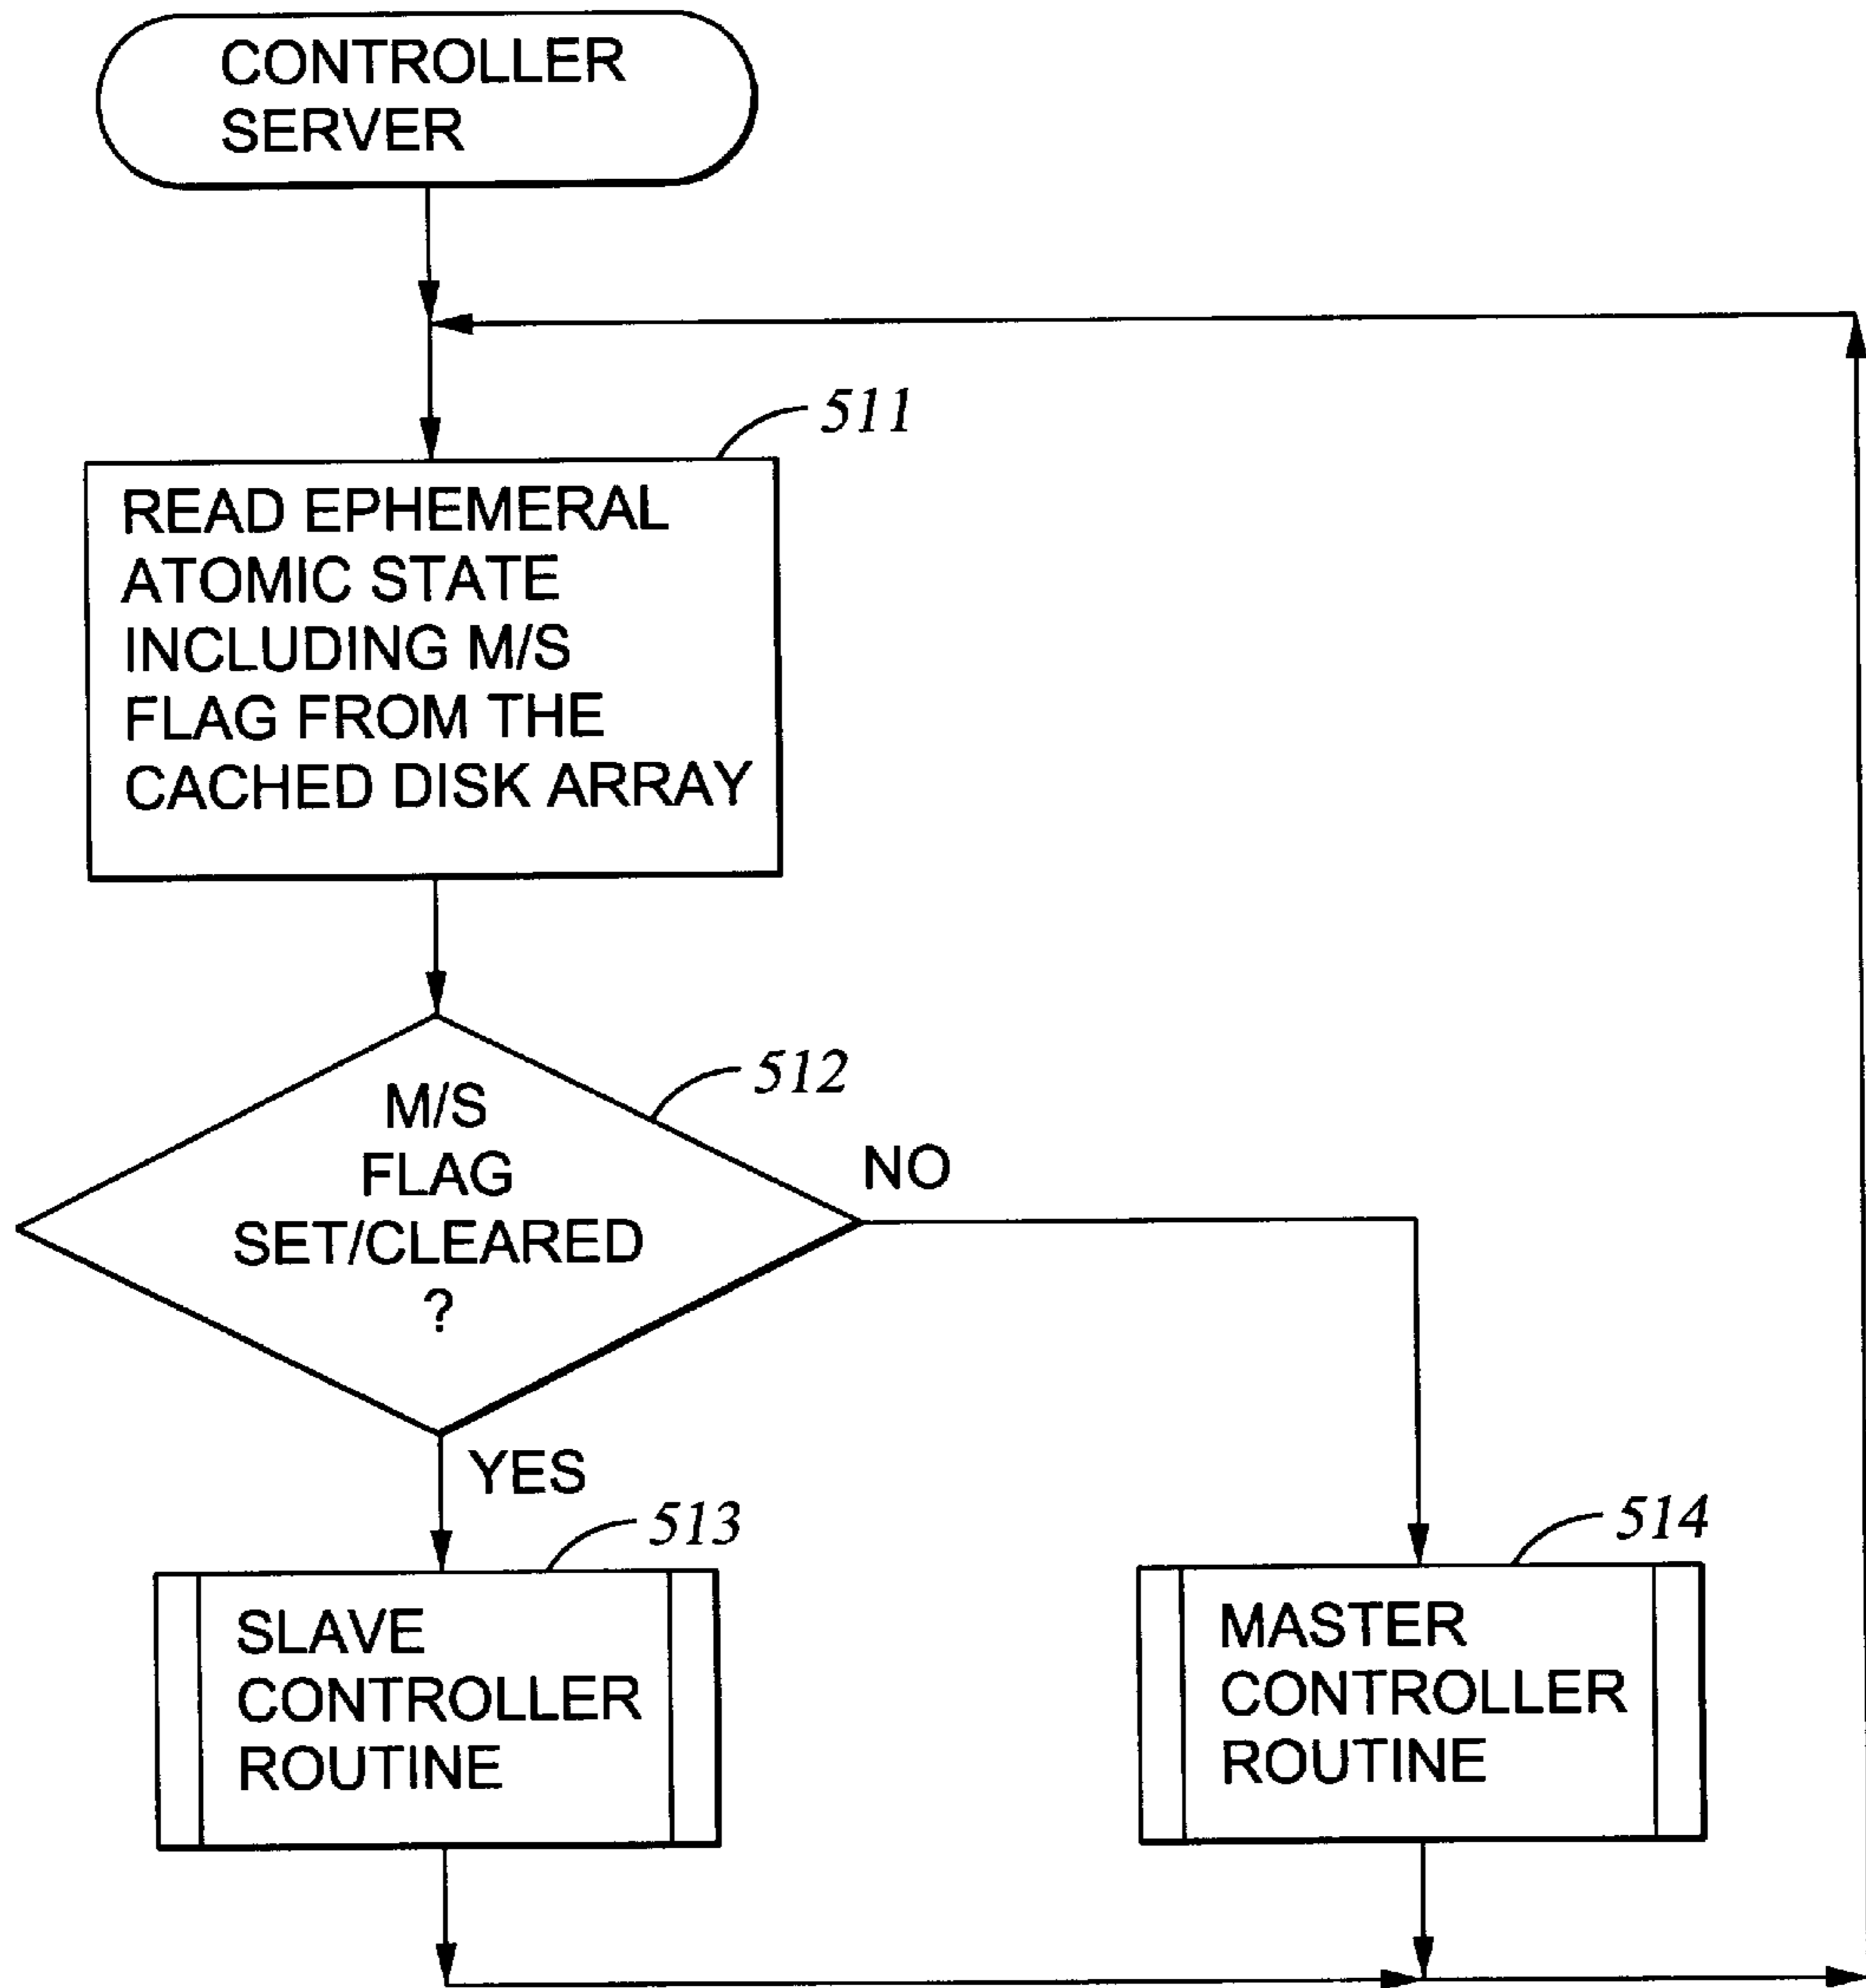 CONTROLLER
SERVER
511
READ EPHEMERAL
ATOMIC STATE
INCLUDING M/S
FLAG FROM THE
CACHED DISK ARRAY
512
M/S
FLAG
SET/CLEARED
?
NO
YES
513
SLAVE
CONTROLLER
ROUTINE
514
MASTER
CONTROLLER
ROUTINE